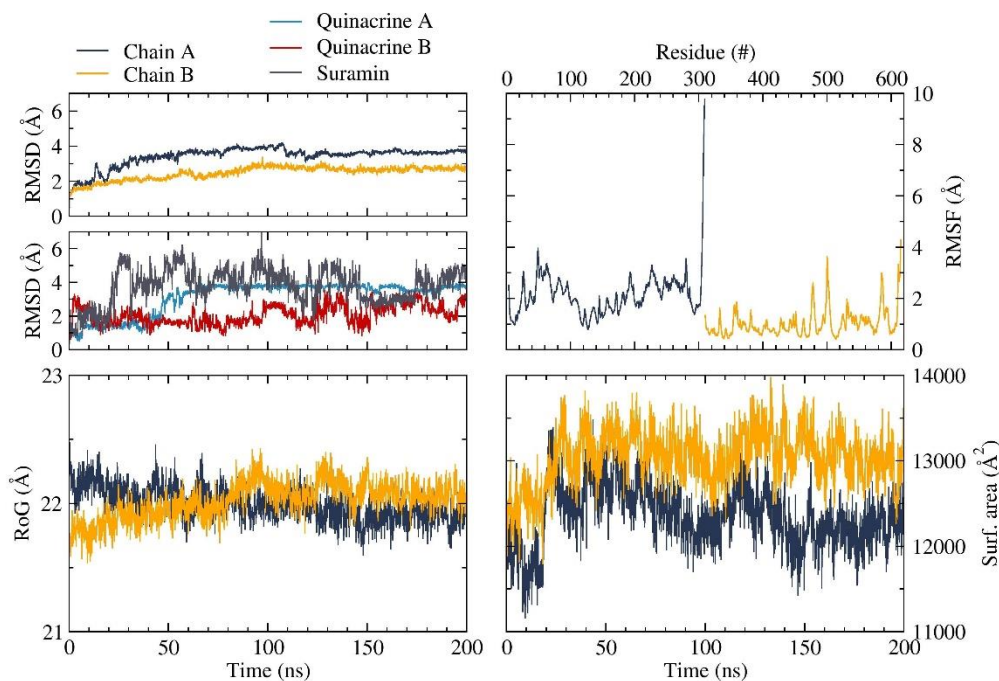 Chain A
Chain B
Quinacrine A
Quinacrine B
Suramin
Residue (#)
0 100 200 300 400 500 600
RMSD (Å)
6
4
2
0
RMSD (Å)
6
4
2
0
10
8
6
4
2
0
RMSF (Å)
RoG (Å)
23
22
21
0 50 100 150 200
Time (ns)
14000
13000
12000
11000
Surf. area (Å²)
0 50 100 150 200
Time (ns)